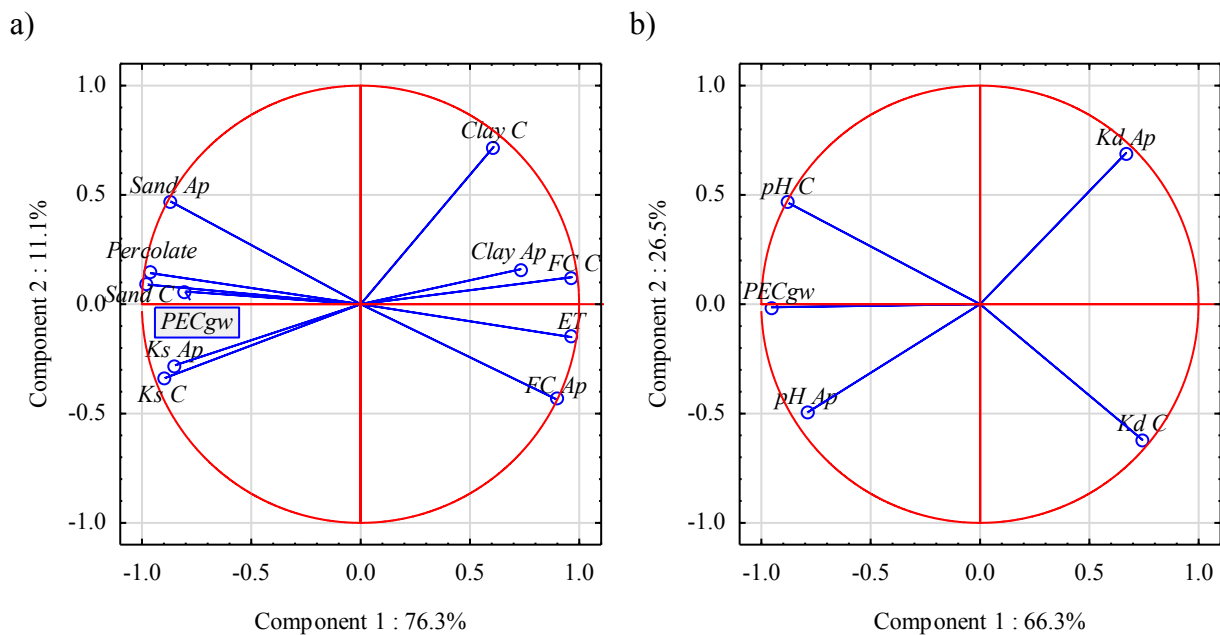 a)
1.0
0.5
0.0
-0.5
-1.0
Component 2 : 11.1%
Clay C
Sand Ap
Percolate
Clay Ap
FC C
Sand C
PECgw
ET
Ks Ap
Ks C
FC Ap
-1.0 -0.5 0.0 0.5 1.0
Component 1 : 76.3%
b)
1.0
0.5
0.0
-0.5
-1.0
Component 2 : 26.5%
Kd Ap
pH C
PECgw
pH Ap
Kd C
-1.0 -0.5 0.0 0.5 1.0
Component 1 : 66.3%